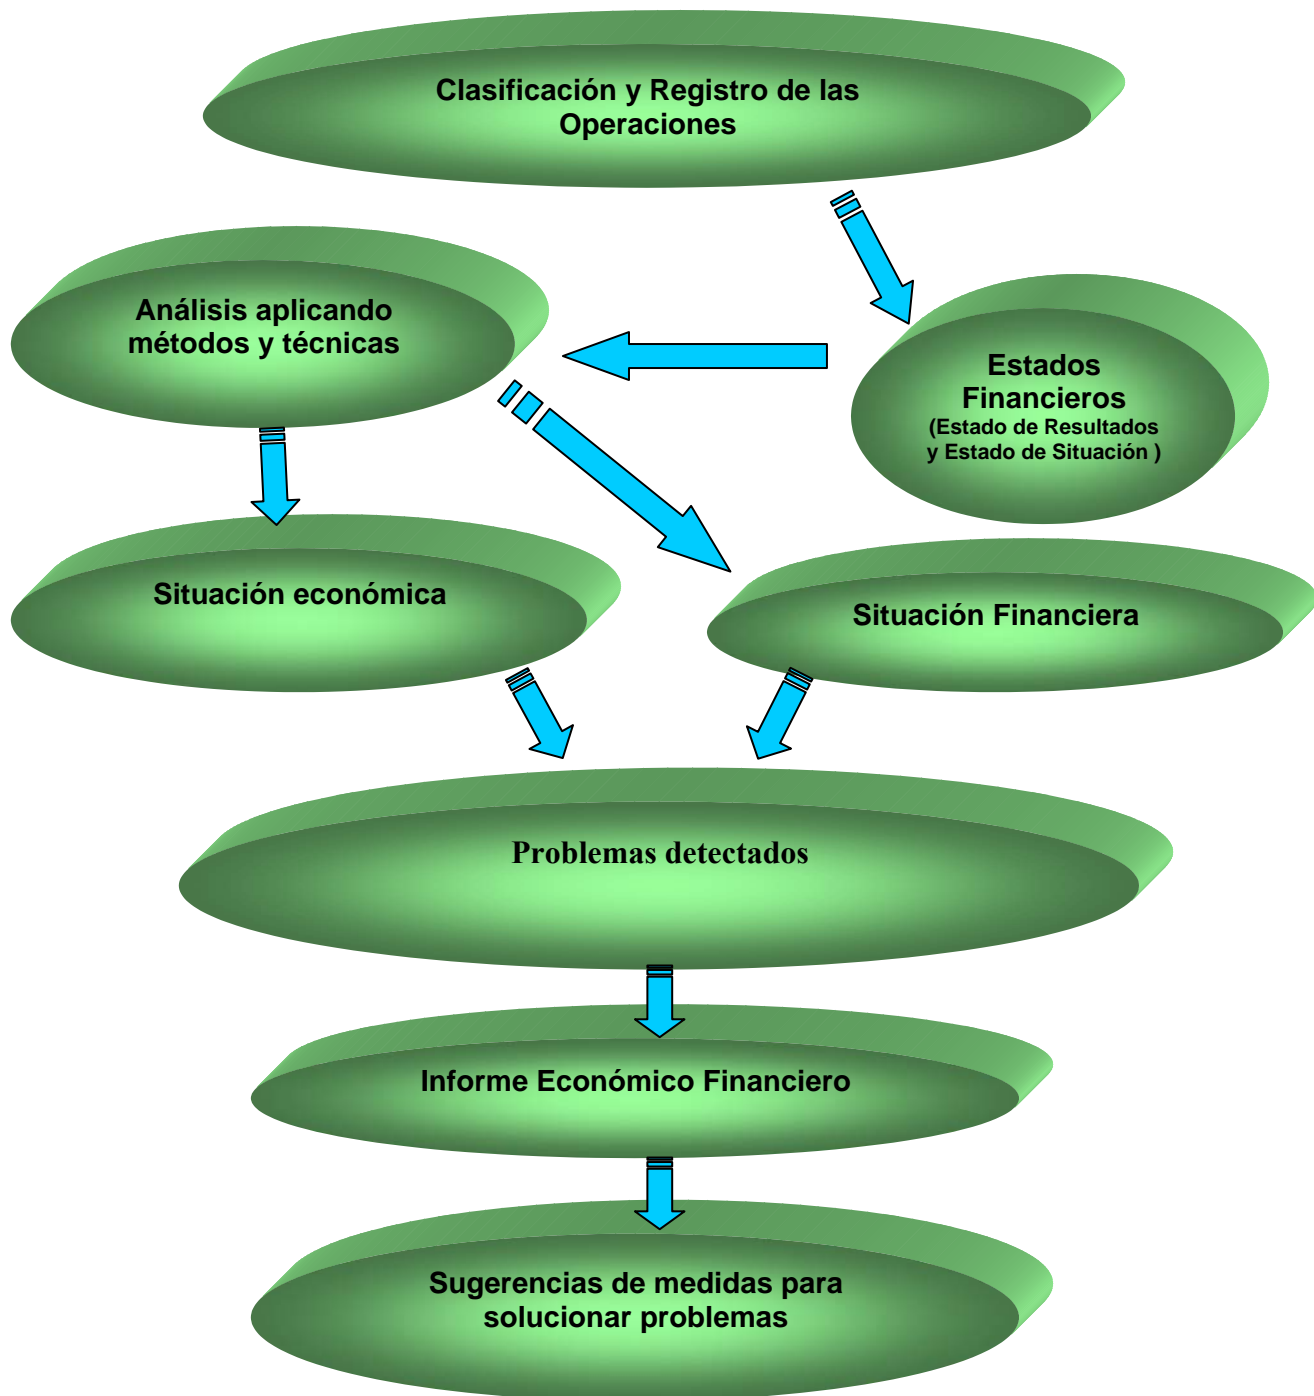 Clasificación y Registro de las
Operaciones
Análisis aplicando
métodos y técnicas
Estados
Financieros
(Estado de Resultados
y Estado de Situación )
Situación económica
Situación Financiera
Problemas detectados
Informe Económico Financiero
Sugerencias de medidas para
solucionar problemas